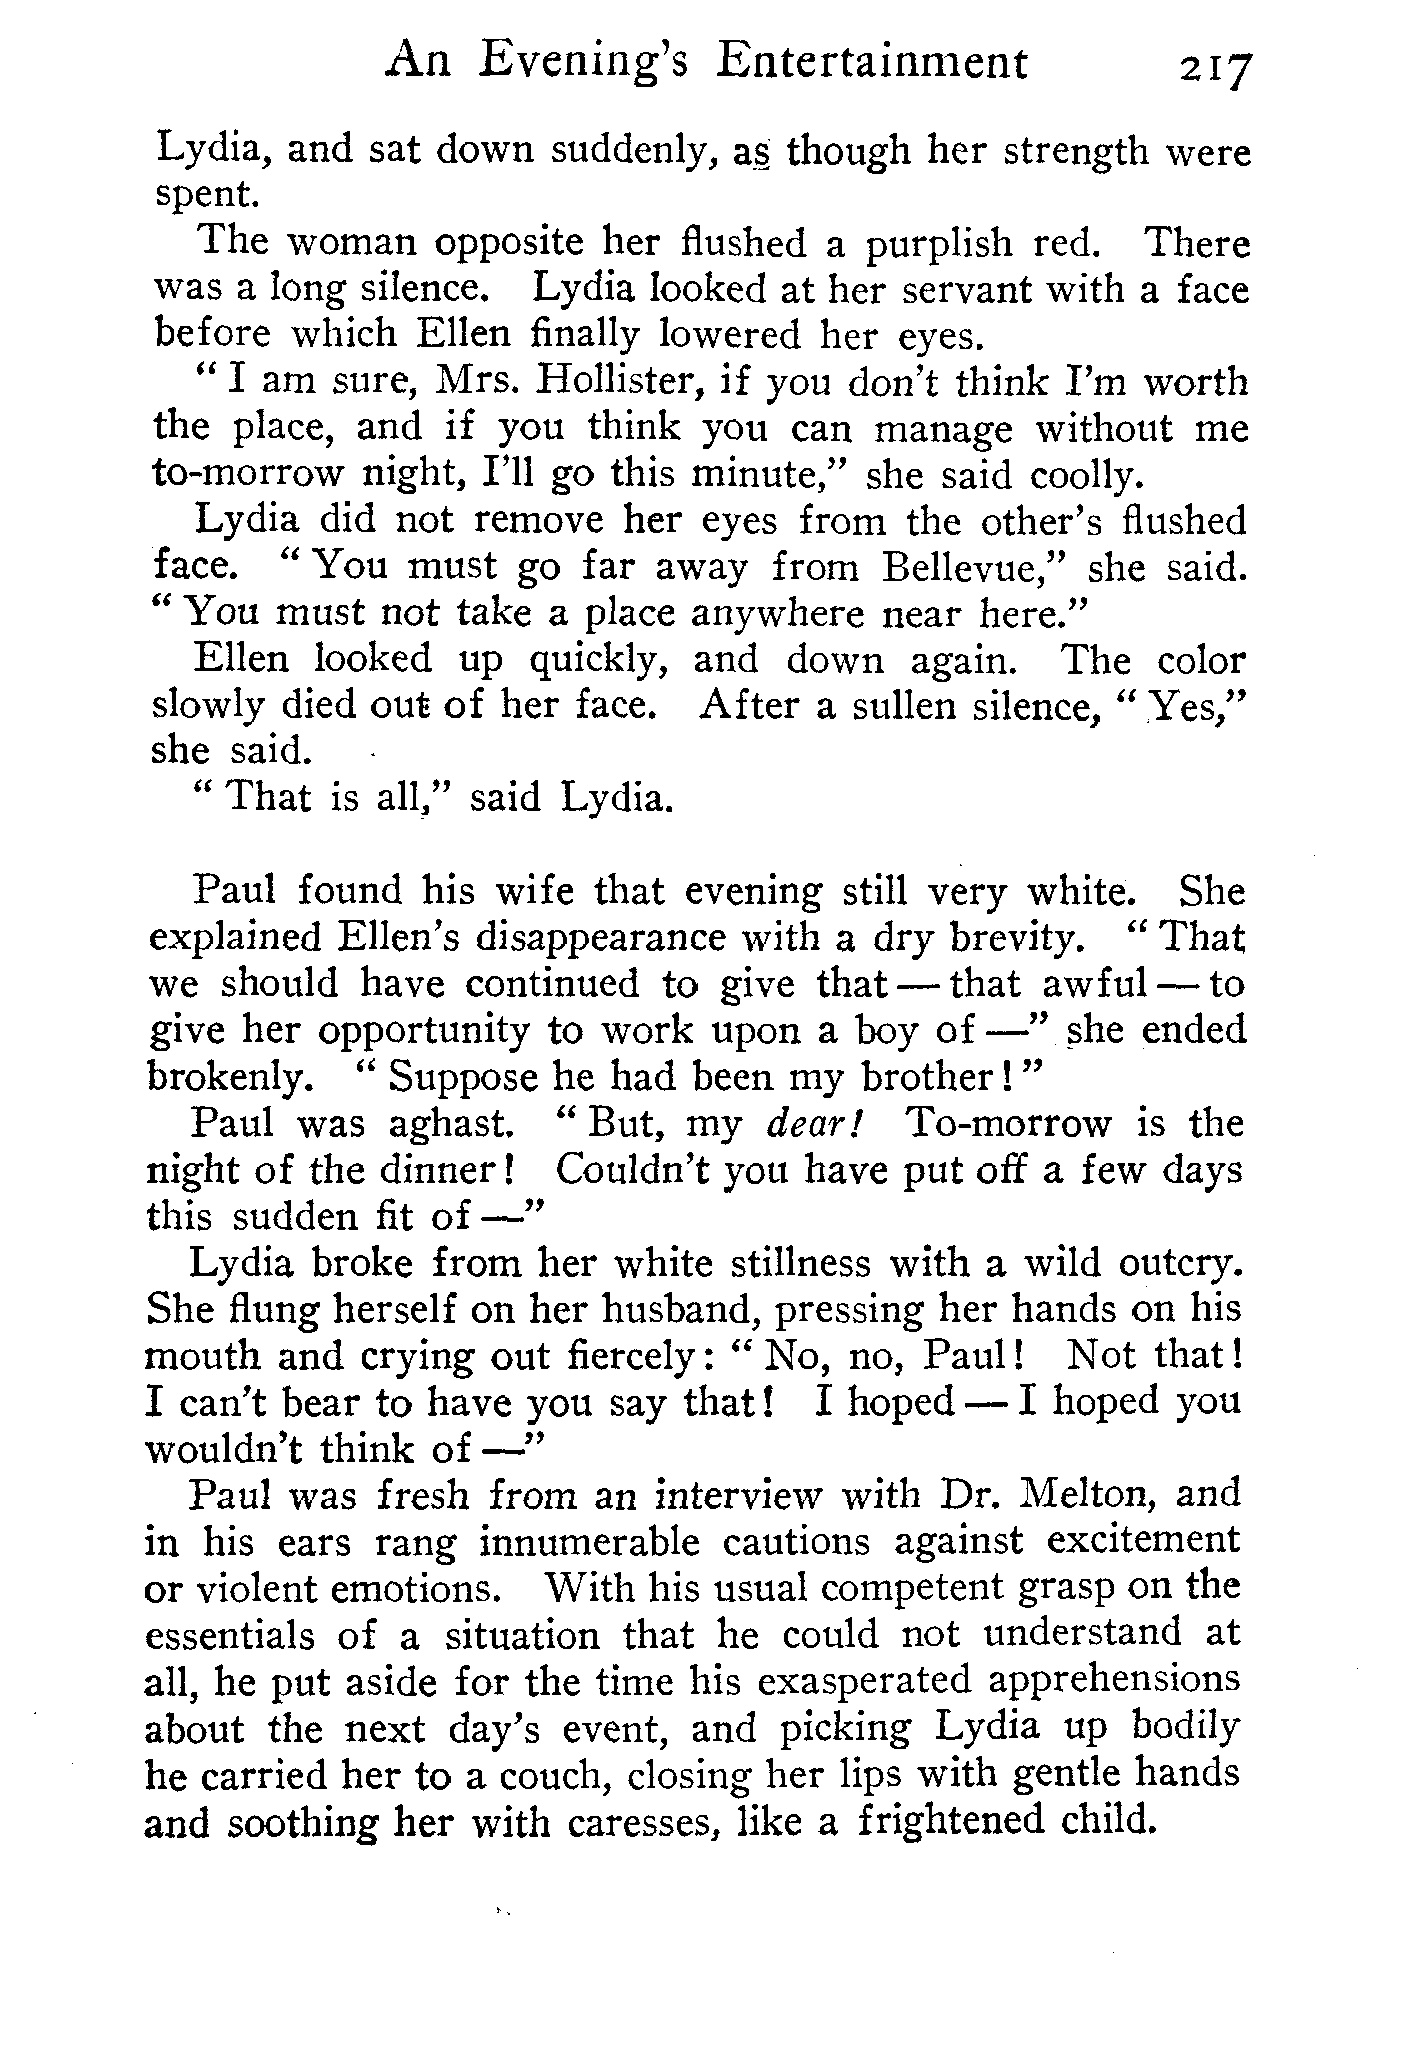 An Evening's Entertainment 217
Lydia, and sat down suddenly, as though her strength were
spent.
The woman opposite her flushed a purplish red. There
was a long silence. Lydia looked at her servant with a face
before which Ellen finally lowered her eyes.
" I am sure, Mrs. Hollister, if you don't think I'm worth
the place, and if you think you can manage without me
to-morrow night, I'll go this minute," she said coolly.
Lydia did not remove her eyes from the other's flushed
face. " You must go far away from Bellevue," she said.
" You must not take a place anywhere near here."
Ellen looked up quickly, and down again. The color
slowly died out of her face. After a sullen silence, " Yes,"
she said.
" That is all," said Lydia.
Paul found his wife that evening still very white. She
explained Ellen's disappearance with a dry brevity. " That
we should have continued to give that — that awful — to
give her opportunity to work upon a boy of —" she ended
brokenly. " Suppose he had been my brother! "
Paul was aghast. " But, my dear! To-morrow is the
night of the dinner! Couldn't you have put off a few days
this sudden fit of —"
Lydia broke from her white stillness with a wild outcry.
She flung herself on her husband, pressing her hands on his
mouth and crying out fiercely: " No, no, Paul! Not that!
I can't bear to have you say that! I hoped — I hoped you
wouldn't think of —"
Paul was fresh from an interview with Dr. Melton, and
in his ears rang innumerable cautions against excitement
or violent emotions. With his usual competent grasp on the
essentials of a situation that he could not understand at
all, he put aside for the time his exasperated apprehensions
about the next day's event, and picking Lydia up bodily
he carried her to a couch, closing her lips with gentle hands
and soothing her with caresses, like a frightened child.